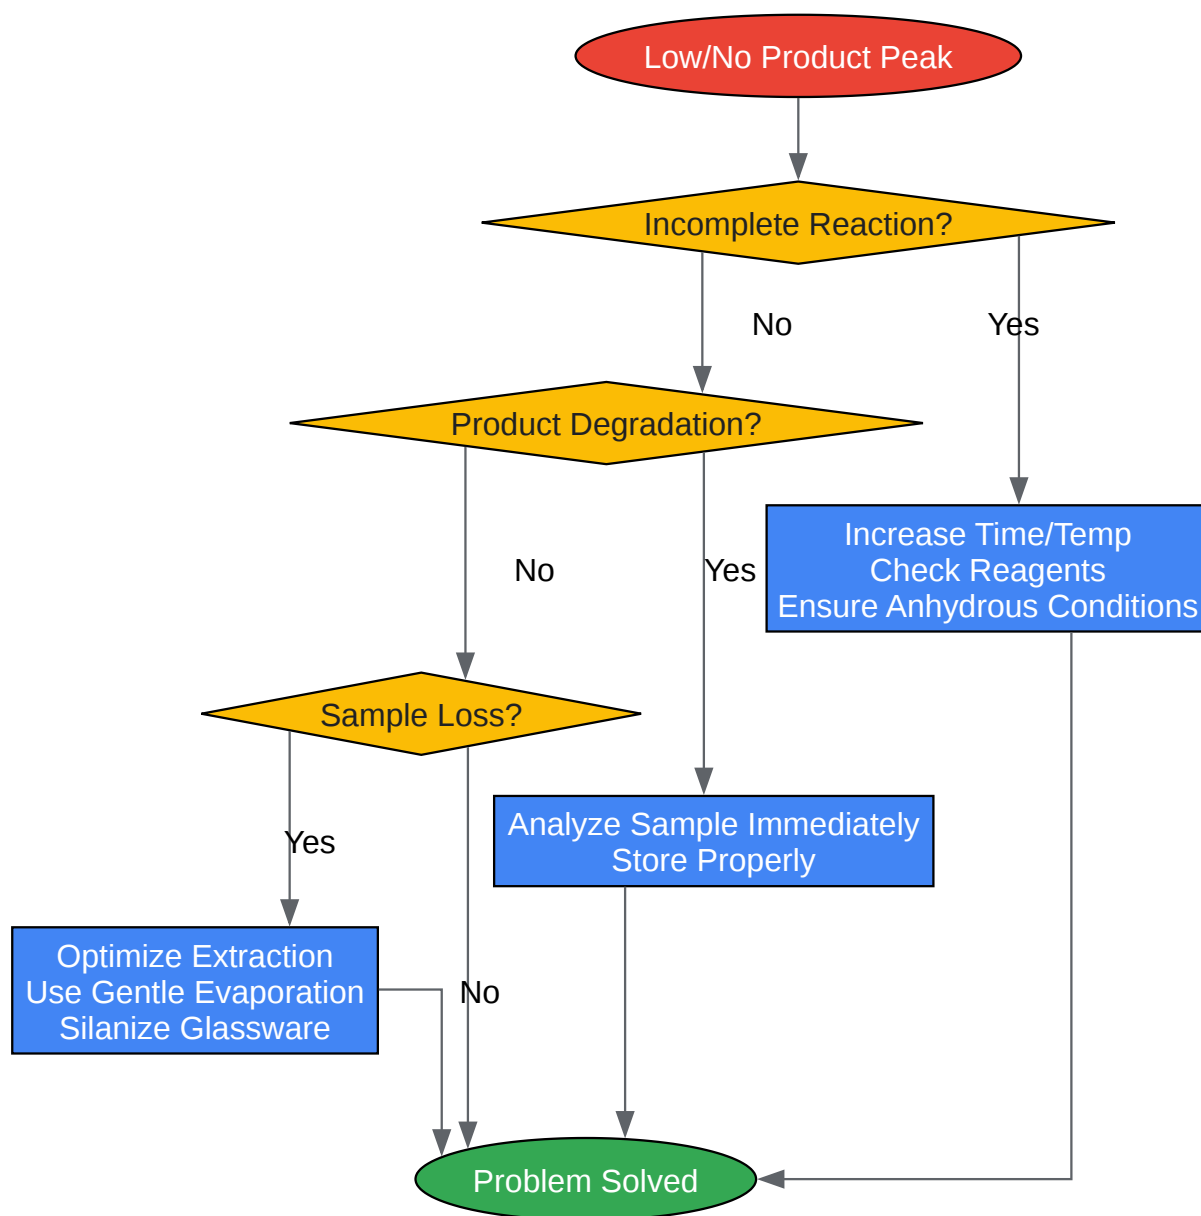 Low/No Product Peak
Incomplete Reaction?
No
Yes
Product Degradation?
Increase Time/Temp
Check Reagents
Ensure Anhydrous Conditions
No
Yes
Sample Loss?
Analyze Sample Immediately
Store Properly
Yes
Optimize Extraction
Use Gentle Evaporation
Silanize Glassware
No
Problem Solved